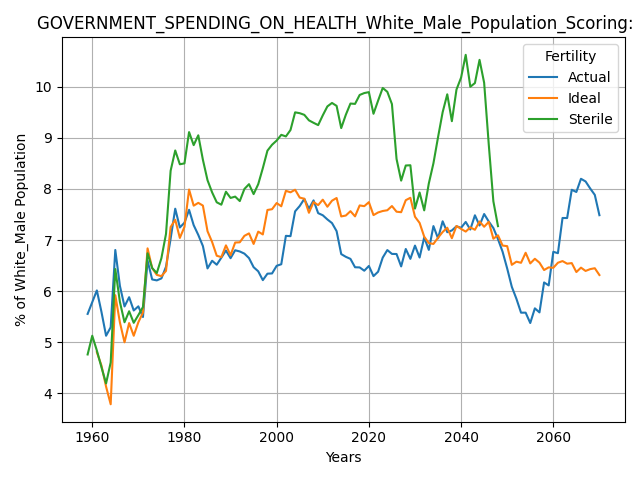 GOVERNMENT_SPENDING_ON_HEALTH_White_Male_Population_Scoring:
Fertility
Actual
Ideal
Sterile
% of White_Male Population
10
9
8
7
6
5
4
1960 1980 2000 2020 2040 2060
Years